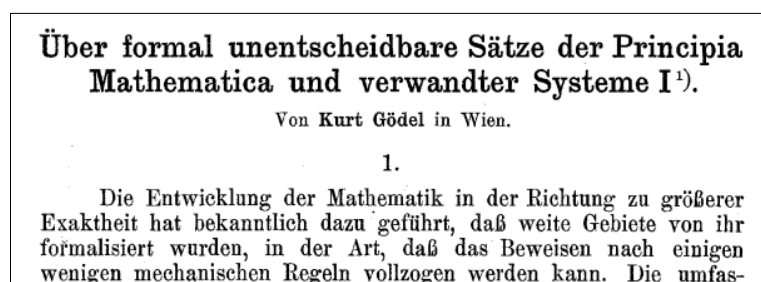 Über formal unentscheidbare Sätze der Principia
Mathematica und verwandter Systeme I¹).
Von Kurt Gödel in Wien.
1.
Die Entwicklung der Mathematik in der Richtung zu größerer
Exaktheit hat bekanntlich dazu geführt, daß weite Gebiete von ihr
formalisiert wurden, in der Art, daß das Beweisen nach einigen
wenigen mechanischen Regeln vollzogen werden kann. Die umfas-